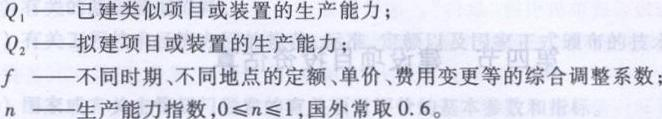 Q₁ ——已建类似项目或装置的生产能力；
Q₂ ——拟建项目或装置的生产能力；
f ——不同时期、不同地点的定额、单价、费用变更等的综合调整系数；
n ——生产能力指数，0≤n≤1，国外常取 0.6。